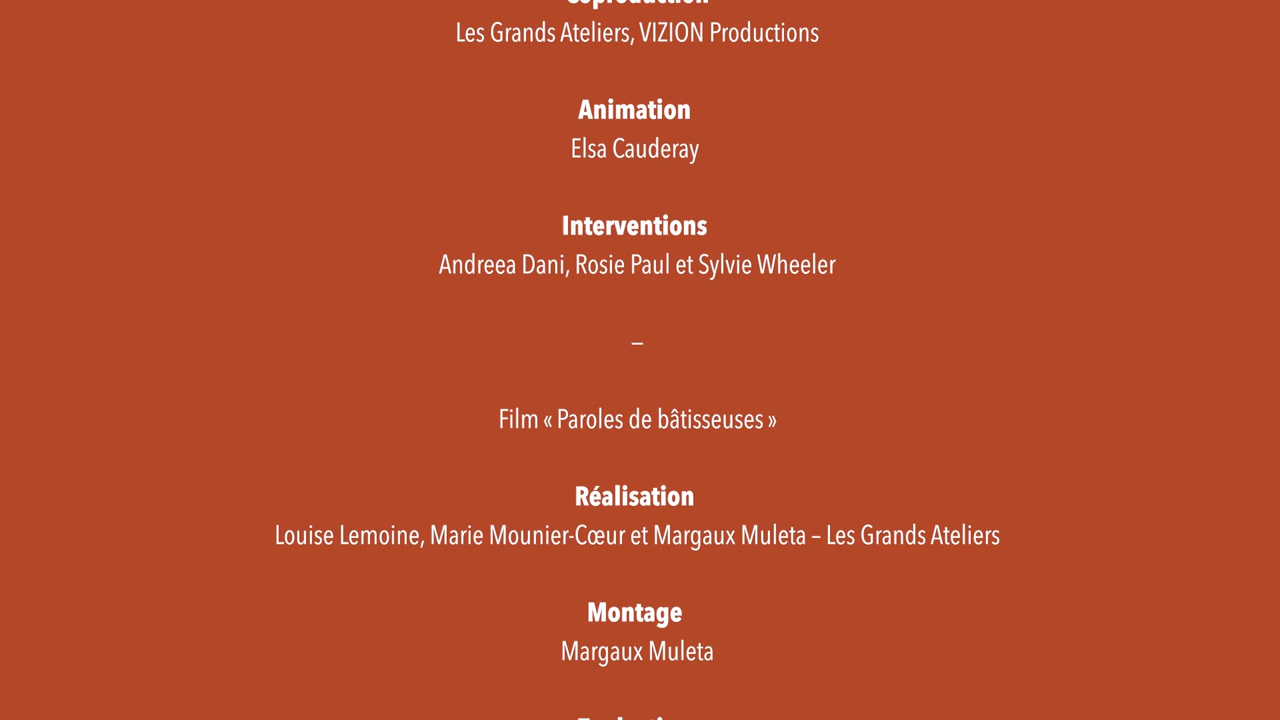 Coproduction
Les Grands Ateliers, VIZION Productions
Animation
Elsa Cauderay
Interventions
Andreea Dani, Rosie Paul et Sylvie Wheeler
–
Film « Paroles de bâtisseuses »
Réalisation
Louise Lemoine, Marie Mounier-Cœur et Margaux Muleta – Les Grands Ateliers
Montage
Margaux Muleta